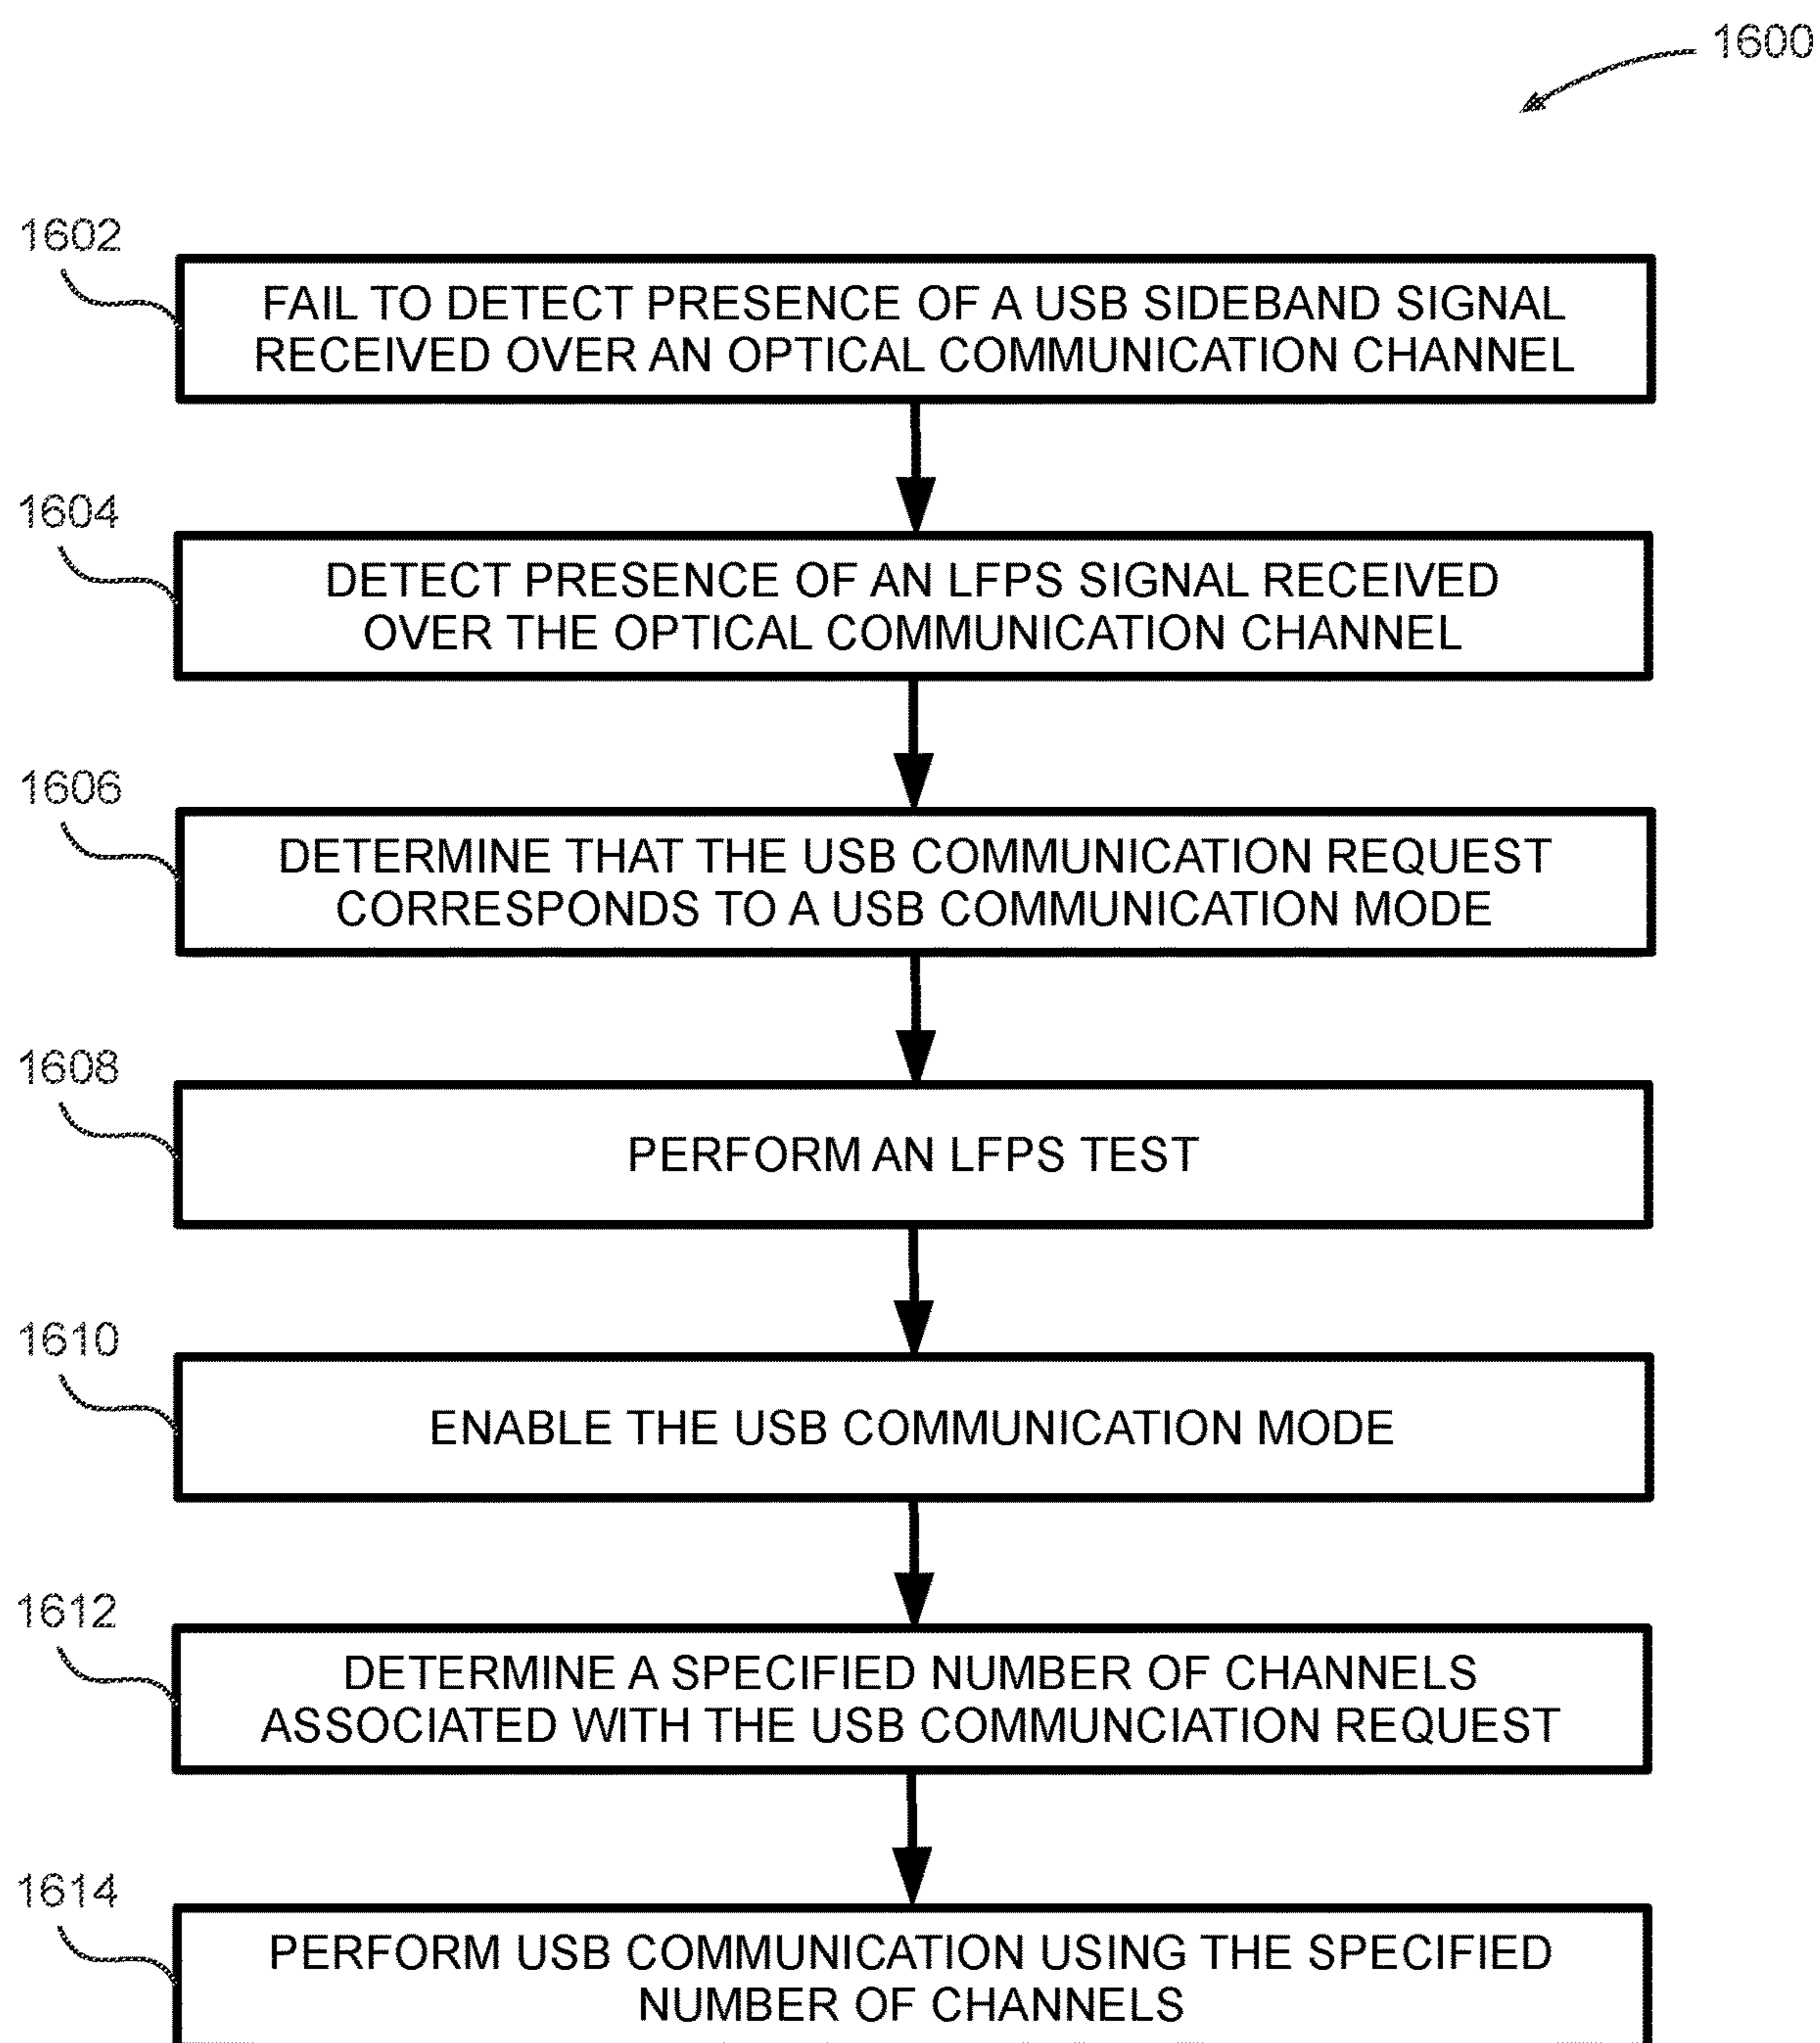 1600
1602
FAIL TO DETECT PRESENCE OF A USB SIDEBAND SIGNAL
RECEIVED OVER AN OPTICAL COMMUNICATION CHANNEL
1604
DETECT PRESENCE OF AN LFPS SIGNAL RECEIVED
OVER THE OPTICAL COMMUNICATION CHANNEL
1606
DETERMINE THAT THE USB COMMUNICATION REQUEST
CORRESPONDS TO A USB COMMUNICATION MODE
1608
PERFORM AN LFPS TEST
1610
ENABLE THE USB COMMUNICATION MODE
1612
DETERMINE A SPECIFIED NUMBER OF CHANNELS
ASSOCIATED WITH THE USB COMMUNCIATION REQUEST
1614
PERFORM USB COMMUNICATION USING THE SPECIFIED
NUMBER OF CHANNELS